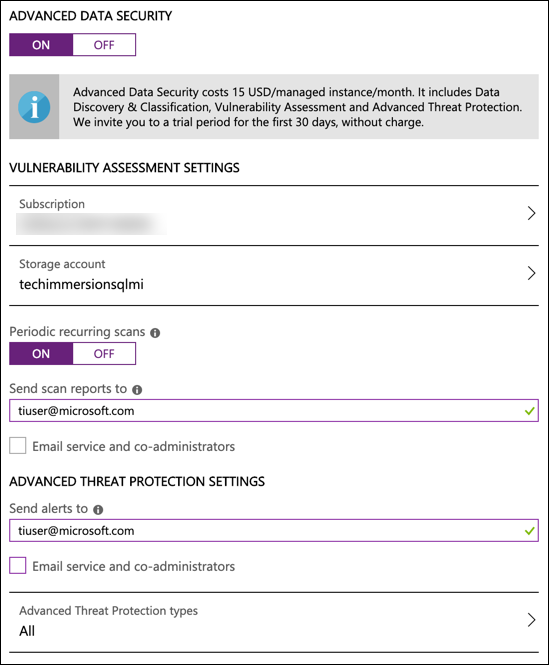 ADVANCED DATA SECURITY
ON OFF
Advanced Data Security costs 15 USD/managed instance/month. It includes Data
Discovery & Classification, Vulnerability Assessment and Advanced Threat Protection.
We invite you to a trial period for the first 30 days, without charge.
VULNERABILITY ASSESSMENT SETTINGS
Subscription
Storage account
techimmersionsqlmi
Periodic recurring scans
ON OFF
Send scan reports to
tiuser@microsoft.com
Email service and co-administrators
ADVANCED THREAT PROTECTION SETTINGS
Send alerts to
tiuser@microsoft.com
Email service and co-administrators
Advanced Threat Protection types
All